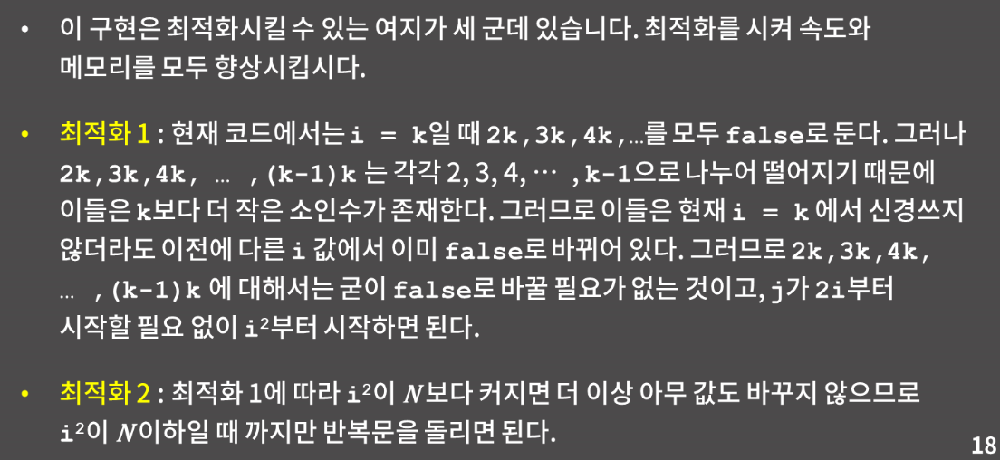 • 이 구현은 최적화시킬 수 있는 여지가 세 군데 있습니다. 최적화를 시켜 속도와
메모리를 모두 향상시킵시다.
• 최적화 1 : 현재 코드에서는 i = k일 때 2k,3k,4k,…를 모두 false로 둔다. 그러나
2k,3k,4k, … ,(k-1)k 는 각각 2, 3, 4, ⋯ ,k-1으로 나누어 떨어지기 때문에
이들은 k보다 더 작은 소인수가 존재한다. 그러므로 이들은 현재 i = k 에서 신경쓰지
않더라도 이전에 다른 i 값에서 이미 false로 바뀌어 있다. 그러므로 2k,3k,4k,
… ,(k-1)k 에 대해서는 굳이 false로 바꿀 필요가 없는 것이고, j가 2i부터
시작할 필요 없이 i²부터 시작하면 된다.
• 최적화 2 : 최적화 1에 따라 i²이 N보다 커지면 더 이상 아무 값도 바꾸지 않으므로
i²이 N이하일 때 까지만 반복문을 돌리면 된다.
18